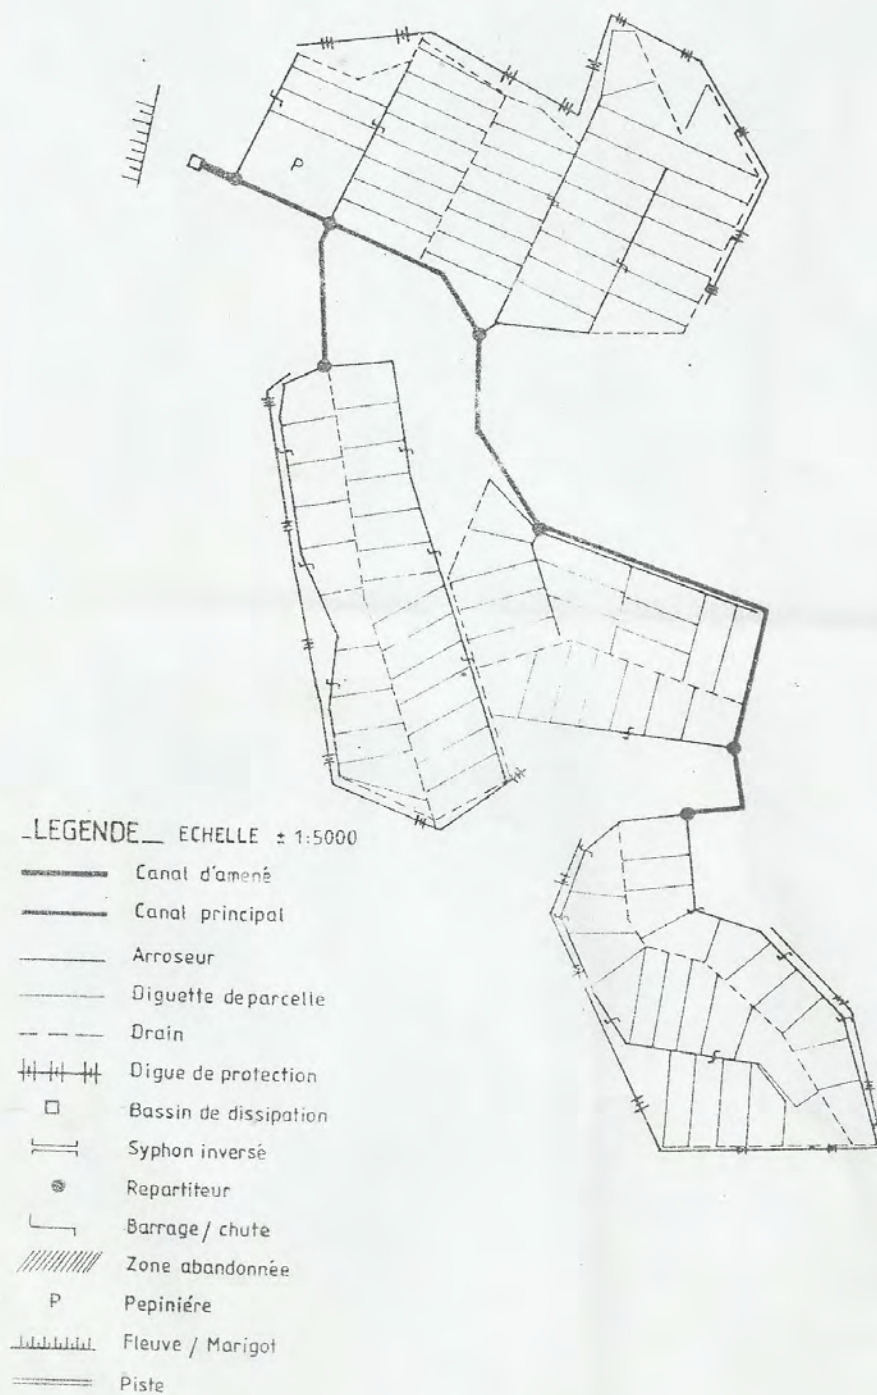 P
_LEGENDE_ ECHELLE ± 1:5000
Canal d'amené
Canal principal
Arroseur
Diguette de parcelle
Drain
Digue de protection
Bassin de dissipation
Syphon inversé
Repartiteur
Barrage / chute
Zone abandonnée
P Pepiniére
Fleuve / Marigot
Piste